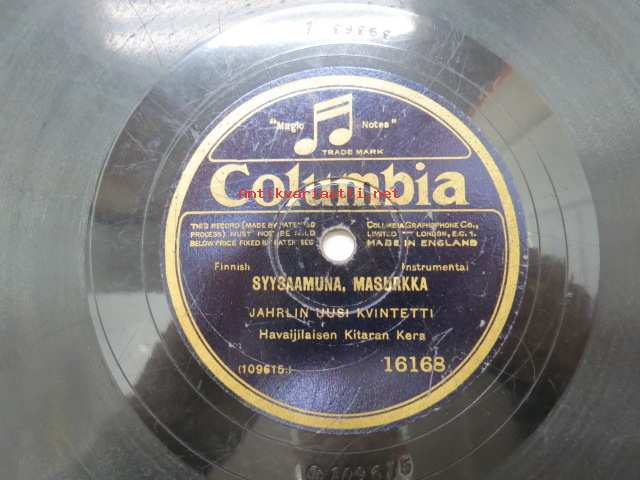 "Magic Notes"
TRADE MARK
Columbia
Antikvariaatti.net
THIS RECORD (MADE BY PATENTED
PROCESS) MUST NOT BE SOLD
BELOW PRICE FIXED BY PATENTEES
COLUMBIA GRAPHOPHONE CO.,
LIMITED — LONDON, E.C.1.
MADE IN ENGLAND
Finnish Instrumental
SYYSAAMUNA, MASURKKA
JAHRLIN UUSI KVINTETTI
Havaijilaisen Kitaran Kera
(109615) 16168